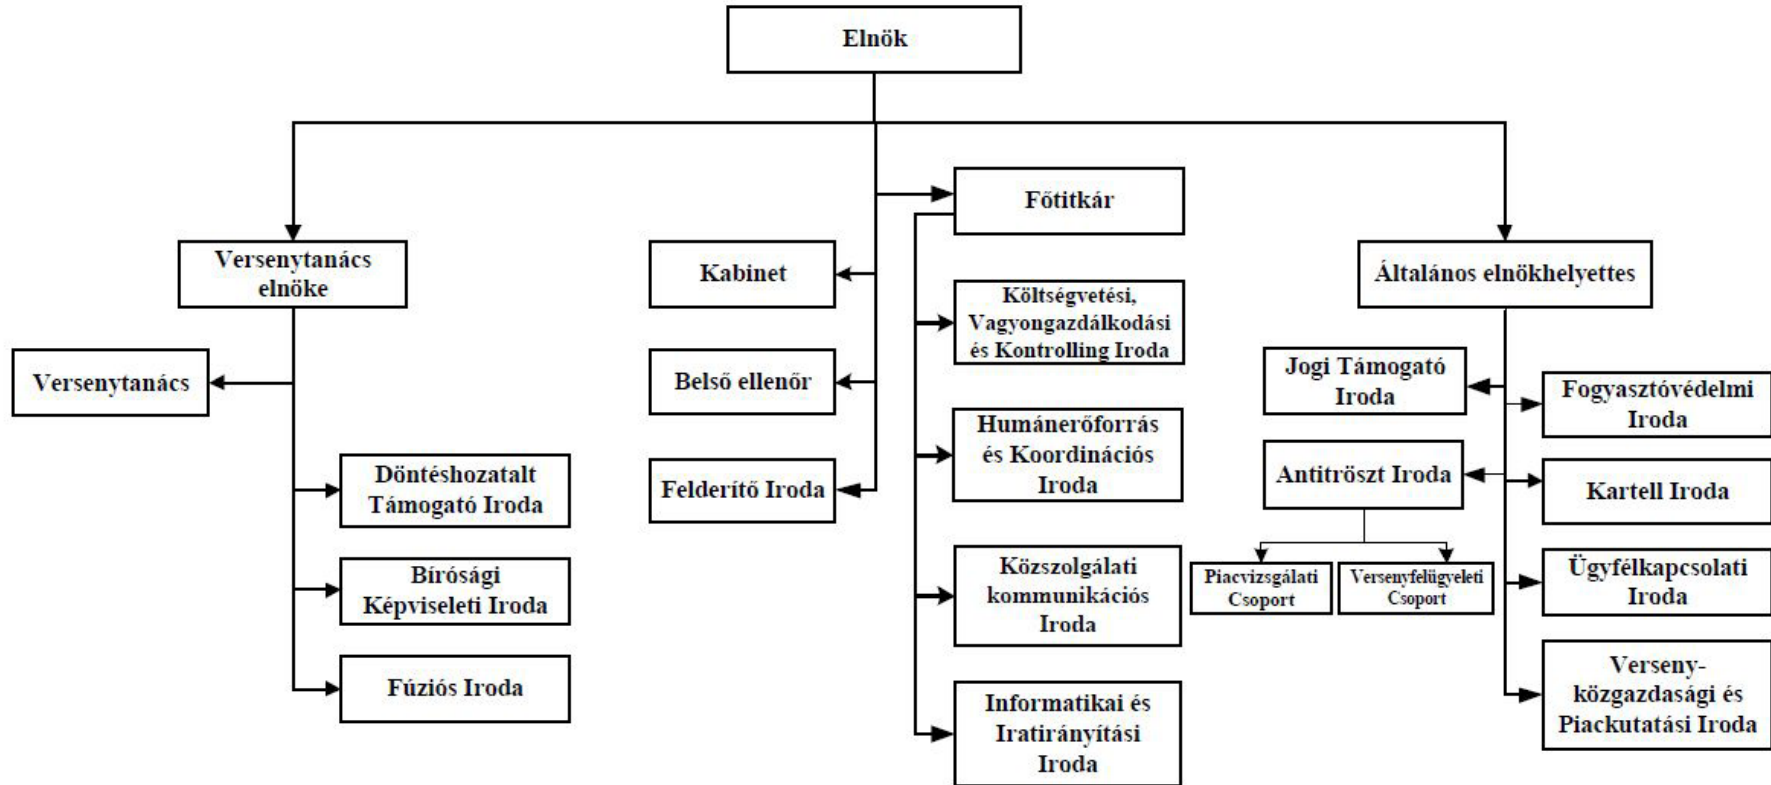 Elnök
Versenytanács
elnöke
Versenytanács
Döntéshozatalt
Támogató Iroda
Bírósági
Képviseleti Iroda
Fúziós Iroda
Kabinet
Belső ellenőr
Felderítő Iroda
Főtitkár
Költségvetési,
Vagyongazdálkodási
és Kontrolling Iroda
Humánerőforrás
és Koordinációs
Iroda
Közszolgálati
kommunikációs
Iroda
Informatikai és
Iratirányítási
Iroda
Általános elnökhelyettes
Jogi Támogató
Iroda
Antitröszt Iroda
Piacvizsgálati
Csoport
Versenyfelügyeleti
Csoport
Fogyasztóvédelmi
Iroda
Kartell Iroda
Ügyfélkapcsolati
Iroda
Verseny-
közgazdasági és
Piackutatási Iroda